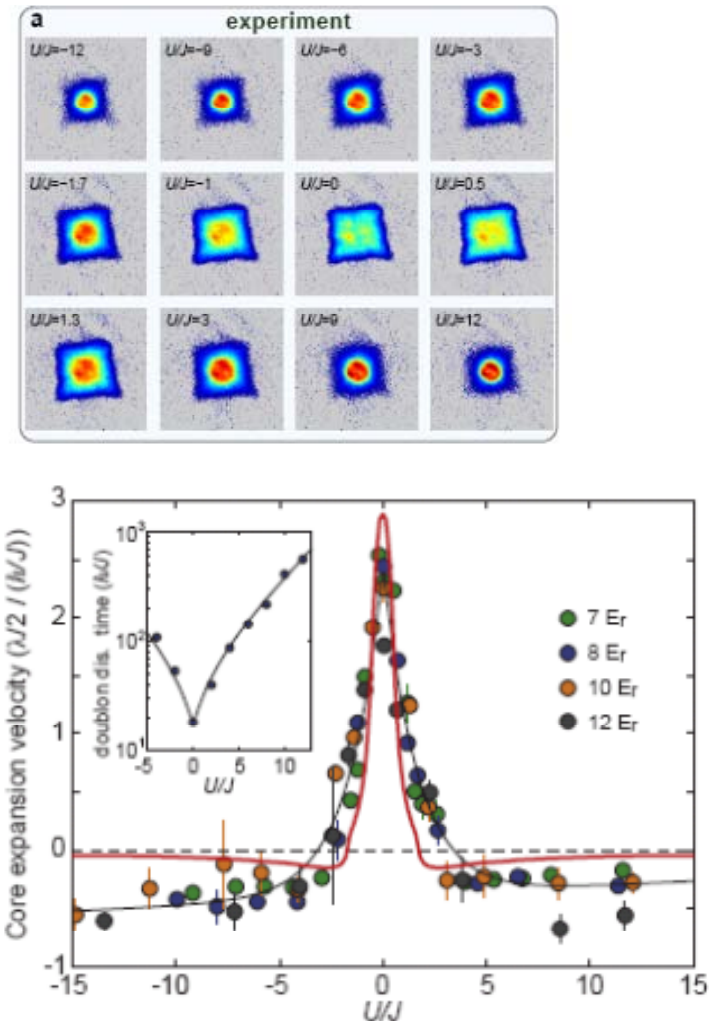 a experiment
U/J=−12 U/J=−9 U/J=−6 U/J=−3
U/J=−1.7 U/J=−1 U/J=0 U/J=0.5
U/J=1.3 U/J=3 U/J=9 U/J=12
Core expansion velocity (λ/2 / (h/J))
3
2
1
0
-1
-15 -10 -5 0 5 10 15
U/J
doublon dis. time (h/J)
10³
10²
10¹
-5 0 5 10
U/J
7 Er
8 Er
10 Er
12 Er